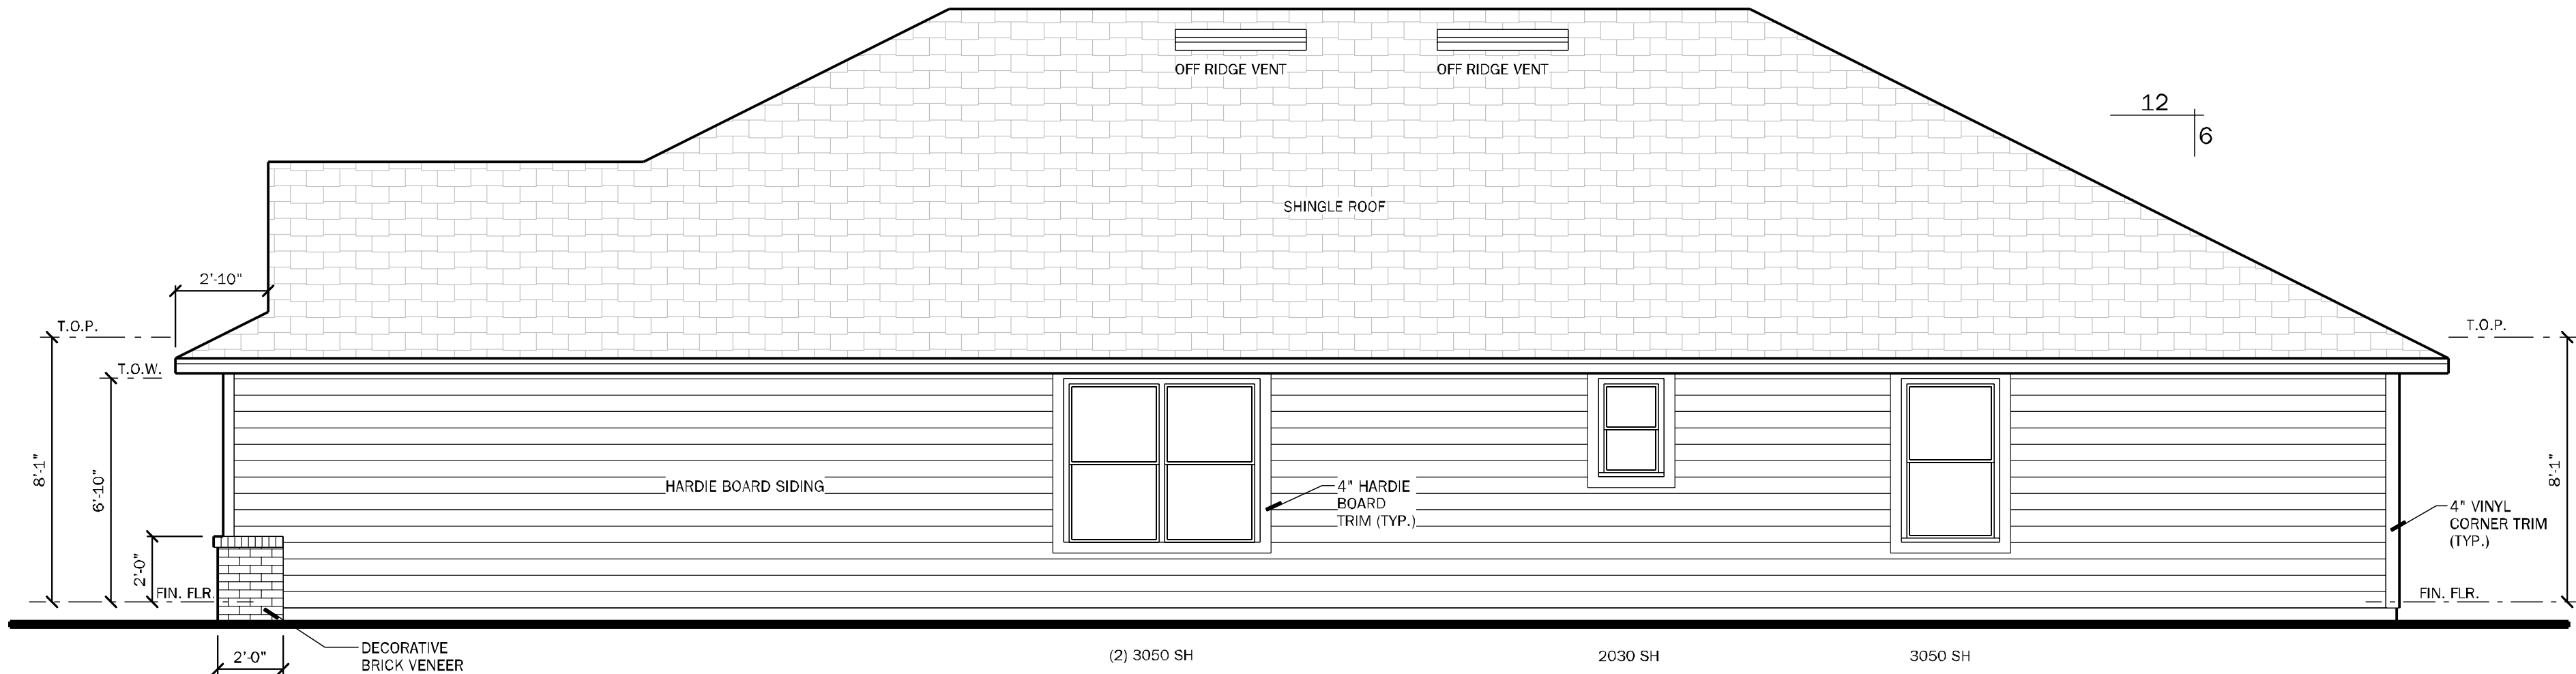 OFF RIDGE VENT
OFF RIDGE VENT
12
6
SHINGLE ROOF
2'-10"
T.O.P.
T.O.P.
T.O.W.
8'-1"
6'-10"
2'-0"
HARDIE BOARD SIDING
4" HARDIE
BOARD
TRIM (TYP.)
8'-1"
4" VINYL
CORNER TRIM
(TYP.)
FIN. FLR.
FIN. FLR.
2'-0"
DECORATIVE
BRICK VENEER
(2) 3050 SH
2030 SH
3050 SH